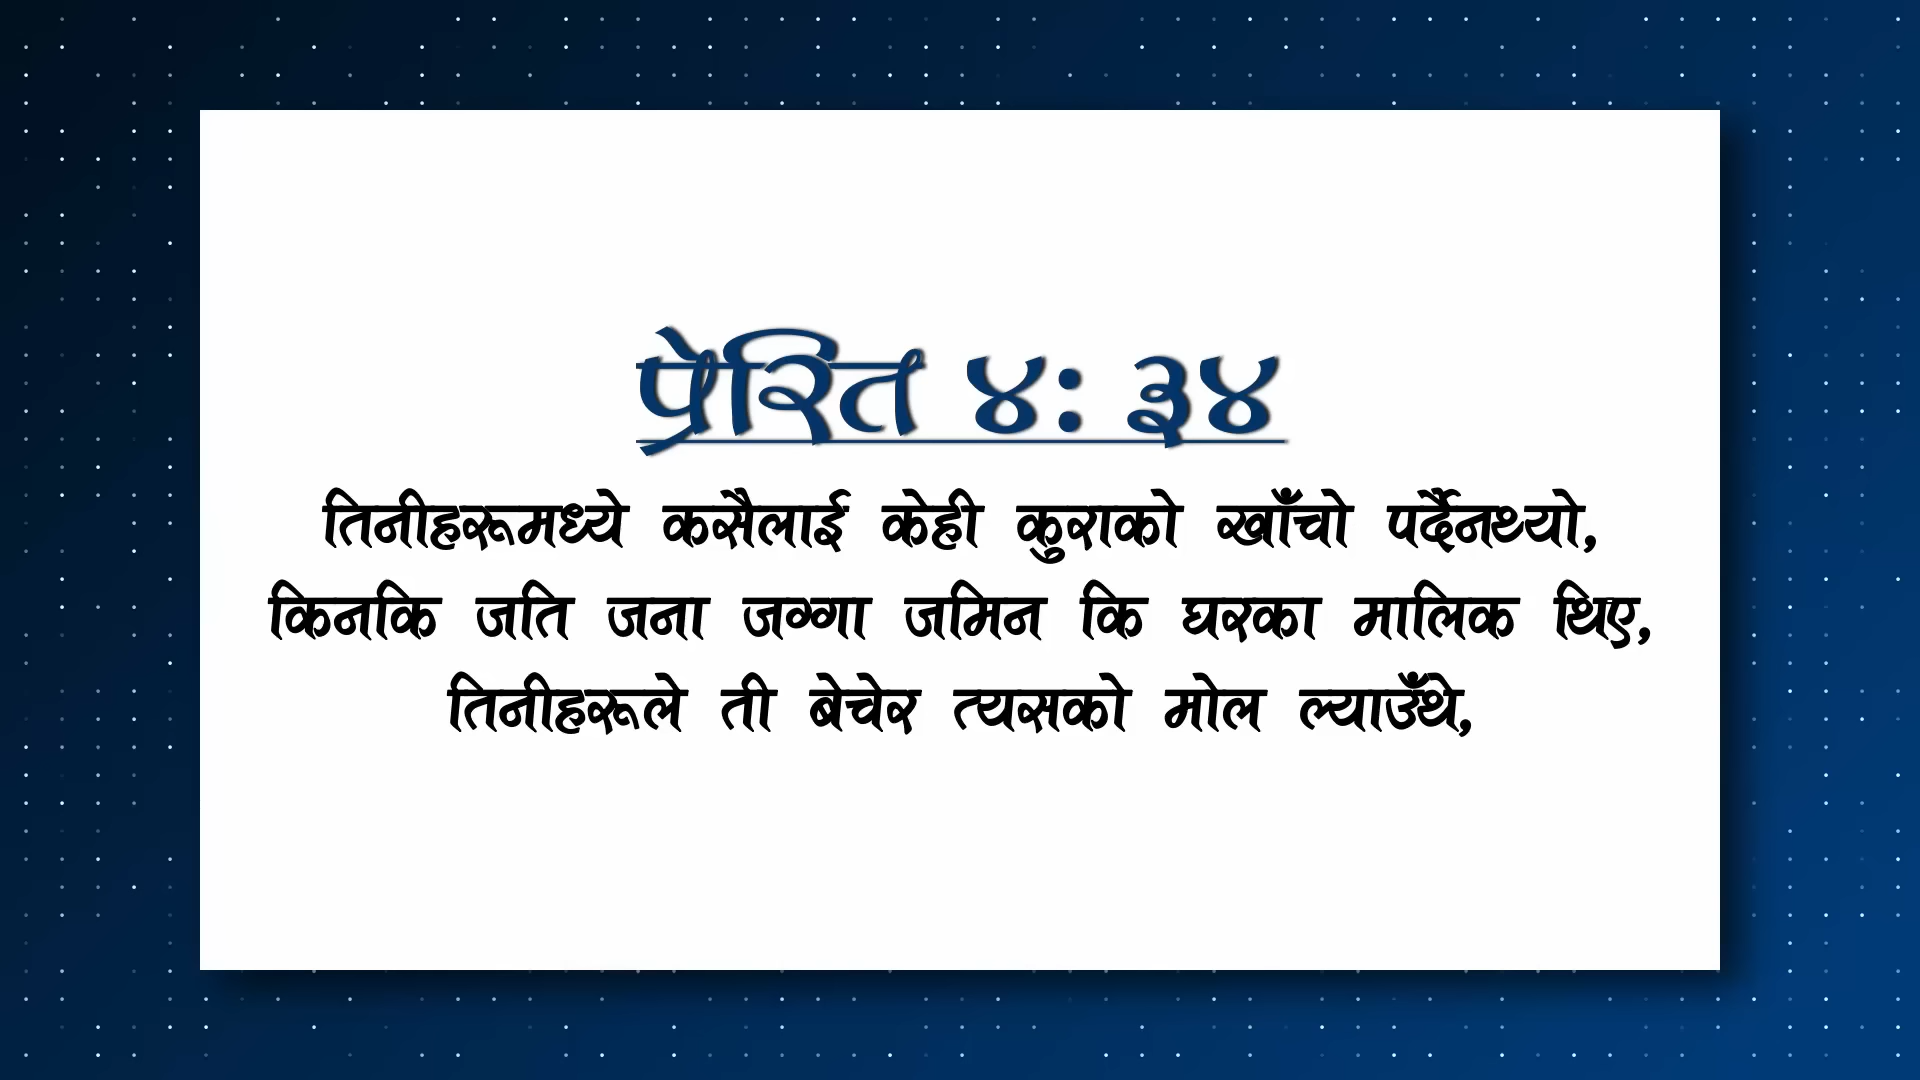 प्रेरित ४: ३४
तिनीहरूमध्ये कसैलाई केही कुराको खाँचो पर्दैनथ्यो,
किनकि जति जना जग्गा जमिन कि घरका मालिक थिए,
तिनीहरूले ती बेचेर त्यसको मोल ल्याउँथे,